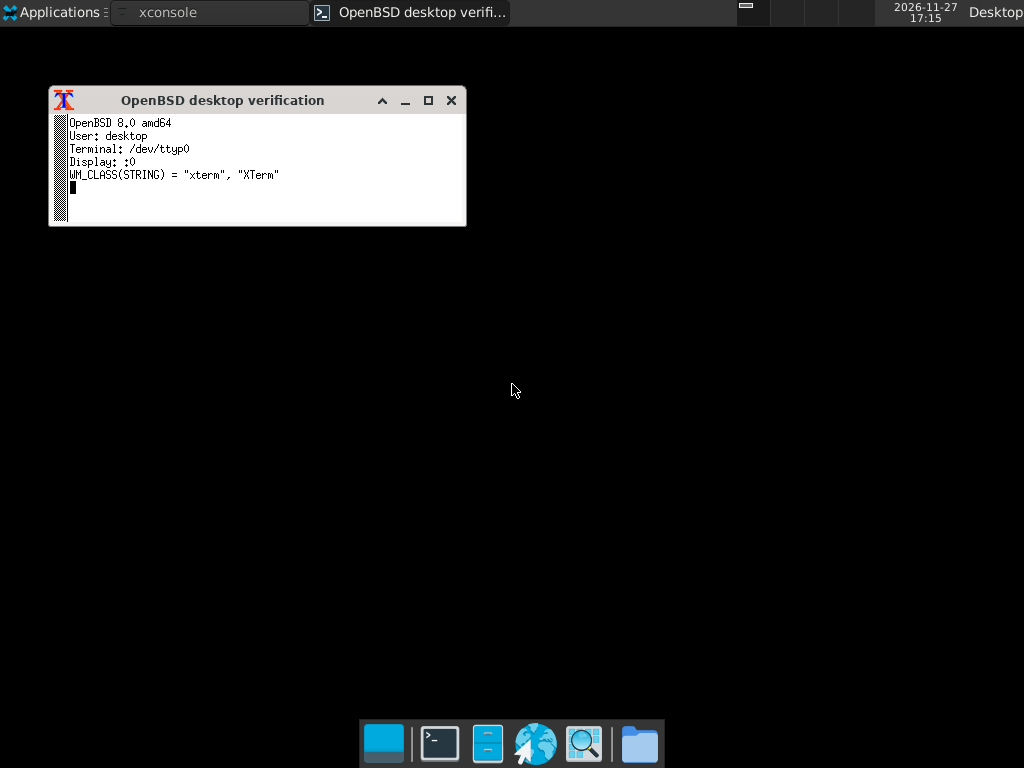 Applications
xconsole
OpenBSD desktop verifi...
2026-11-27
17:15
Desktop
OpenBSD desktop verification
OpenBSD 8.0 amd64
User: desktop
Terminal: /dev/ttyp0
Display: :0
WM_CLASS(STRING) = "xterm", "XTerm"